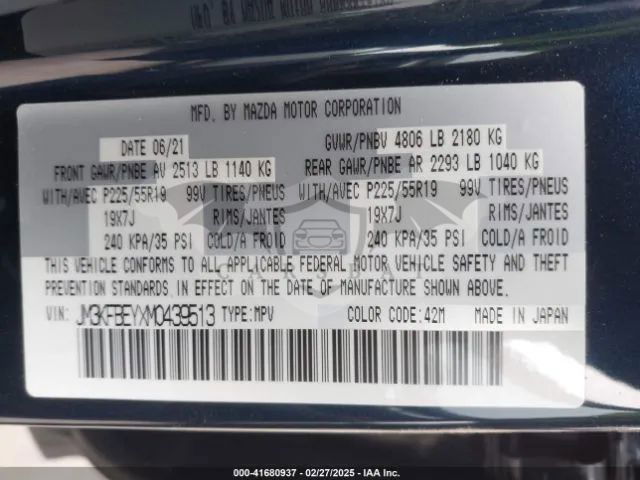 MFD. BY MAZDA MOTOR CORPORATION
DATE 06/21 GVWR/PNBV 4806 LB 2180 KG
FRONT GAWR/PNBE AV 2513 LB 1140 KG REAR GAWR/PNBE AR 2293 LB 1040 KG
WITH/AVEC P225/55R19 99V TIRES/PNEUS WITH/AVEC P225/55R19 99V TIRES/PNEUS
19X7J RIMS/JANTES 19X7J RIMS/JANTES
240 KPA/35 PSI COLD/A FROID 240 KPA/35 PSI COLD/A FROID
THIS VEHICLE CONFORMS TO ALL APPLICABLE FEDERAL MOTOR VEHICLE SAFETY AND THEFT
PREVENTION STANDARDS IN EFFECT ON THE DATE OF MANUFACTURE SHOWN ABOVE.
VIN: JM3KFBEYXM0439513 TYPE:MPV COLOR CODE:42M MADE IN JAPAN
000-41680937 - 02/27/2025 - IAA Inc.